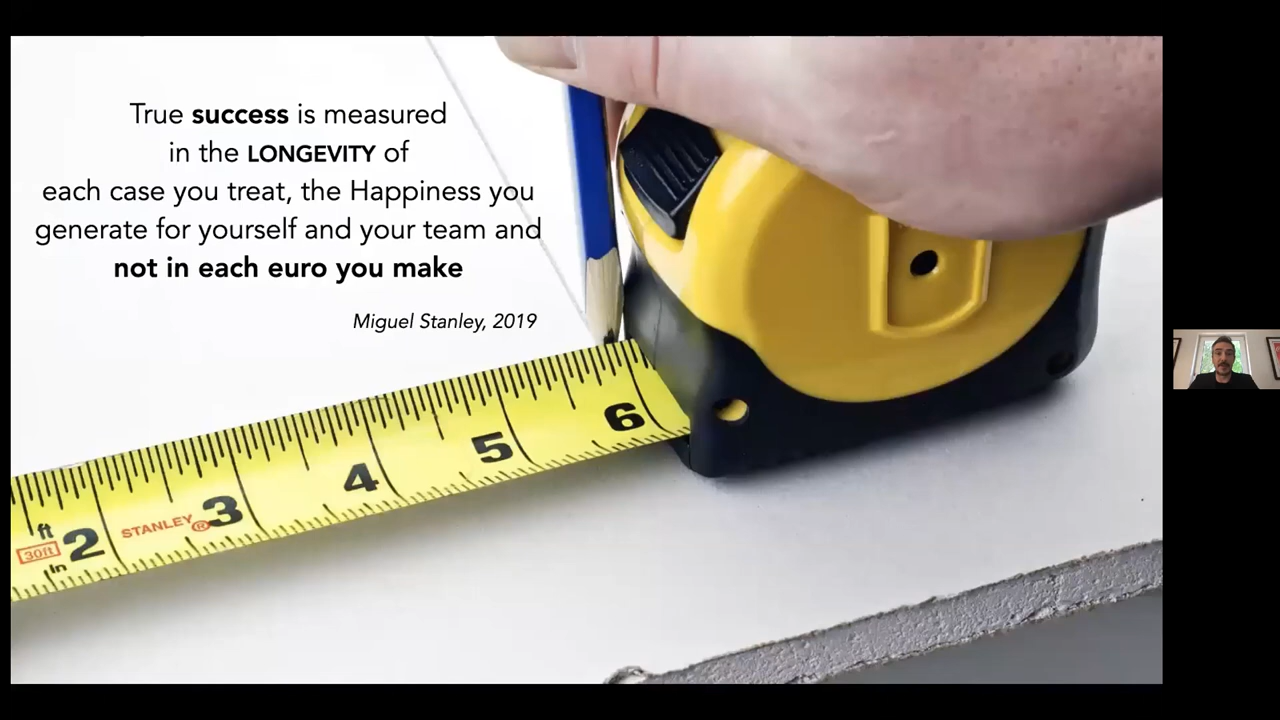 True success is measured
in the LONGEVITY of
each case you treat, the Happiness you
generate for yourself and your team and
not in each euro you make
Miguel Stanley, 2019
ft
30ft
in
2
STANLEY®
3
4
5
6